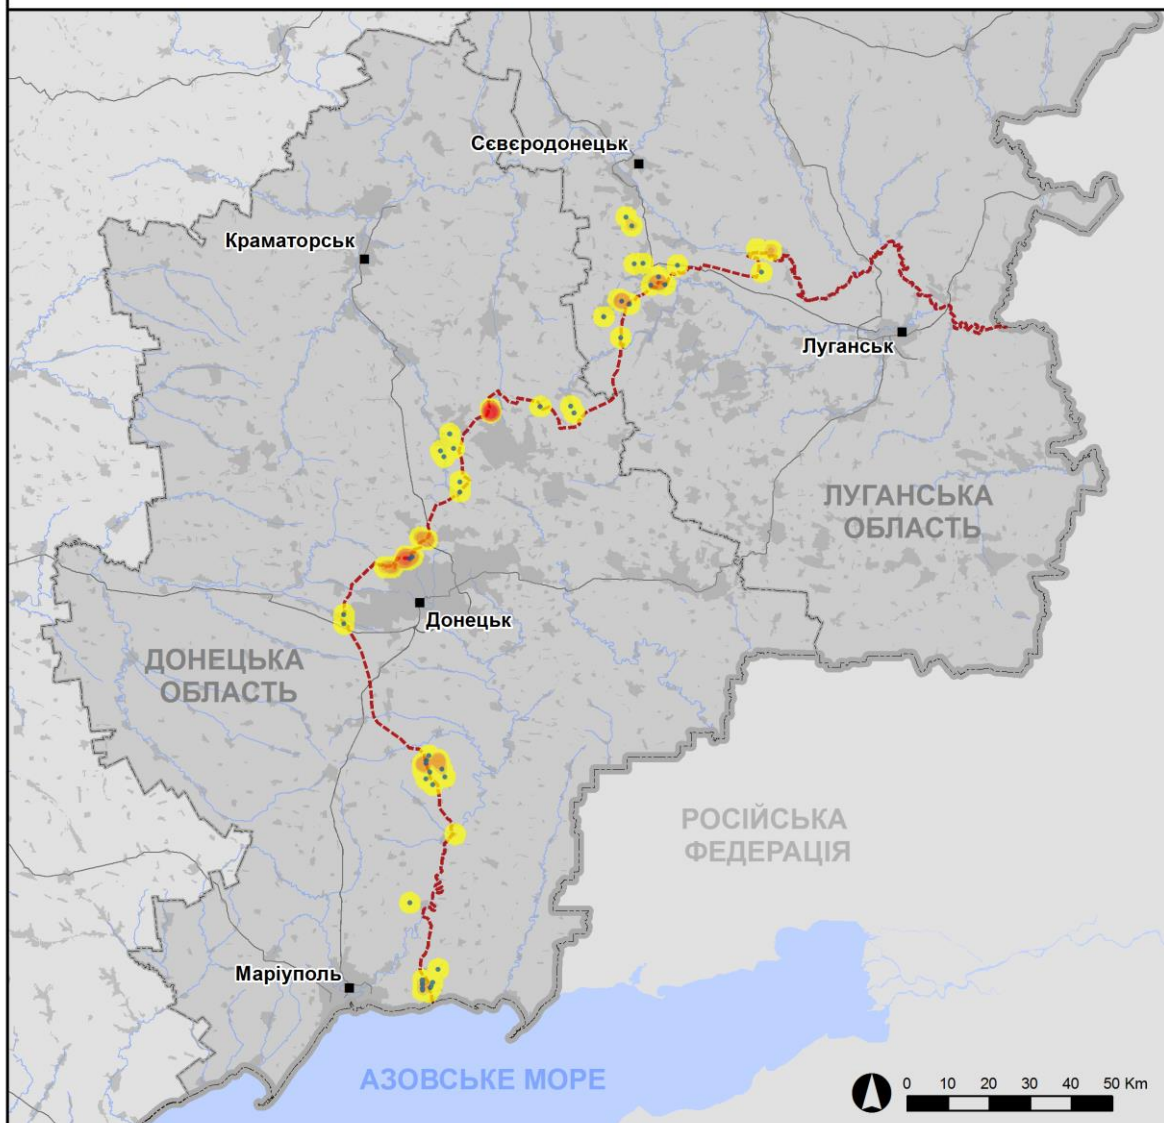 Сєвєродонецьк
Краматорськ
Луганськ
ЛУГАНСЬКА
ОБЛАСТЬ
Донецьк
ДОНЕЦЬКА
ОБЛАСТЬ
РОСІЙСЬКА
ФЕДЕРАЦІЯ
Маріуполь
АЗОВСЬКЕ МОРЕ
0 10 20 30 40 50 Km